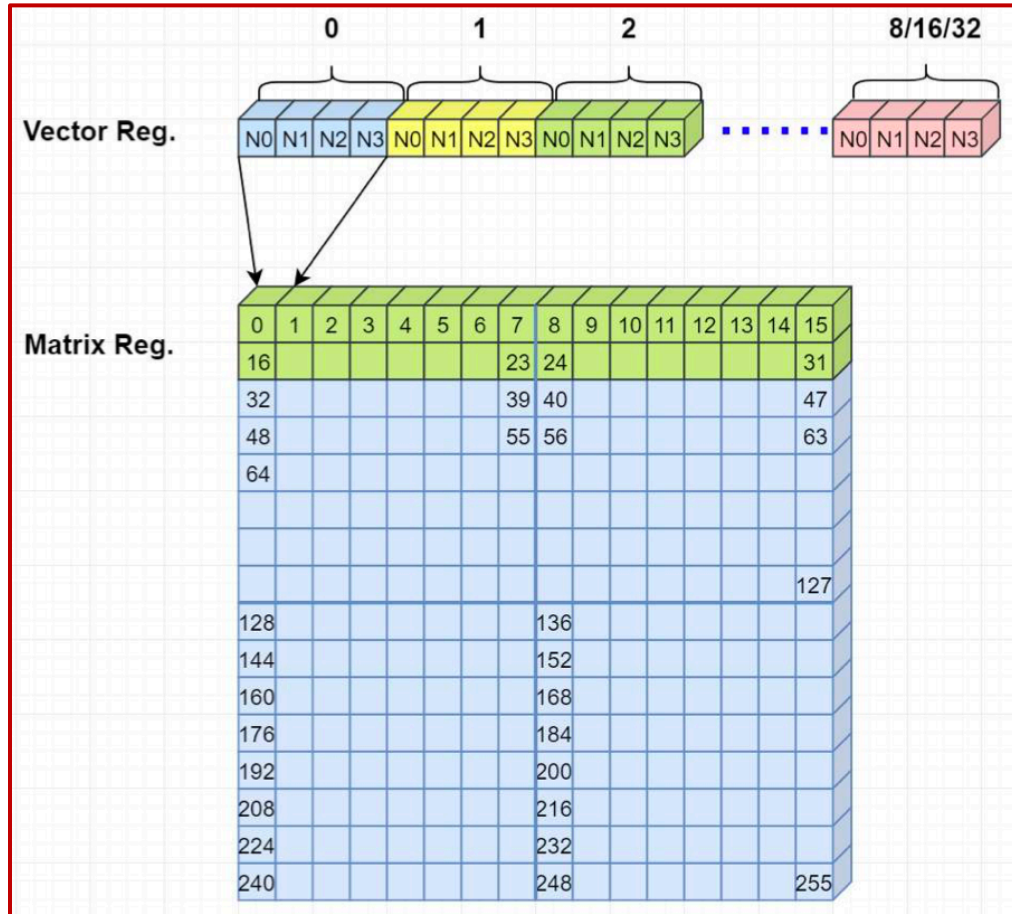 0 1 2 8/16/32
Vector Reg. N0 N1 N2 N3 N0 N1 N2 N3 N0 N1 N2 N3 N0 N1 N2 N3
0 1 2 3 4 5 6 7 8 9 10 11 12 13 14 15
Matrix Reg.
16 23 24 31
32 39 40 47
48 55 56 63
64
127
128 136
144 152
160 168
176 184
192 200
208 216
224 232
240 248 255